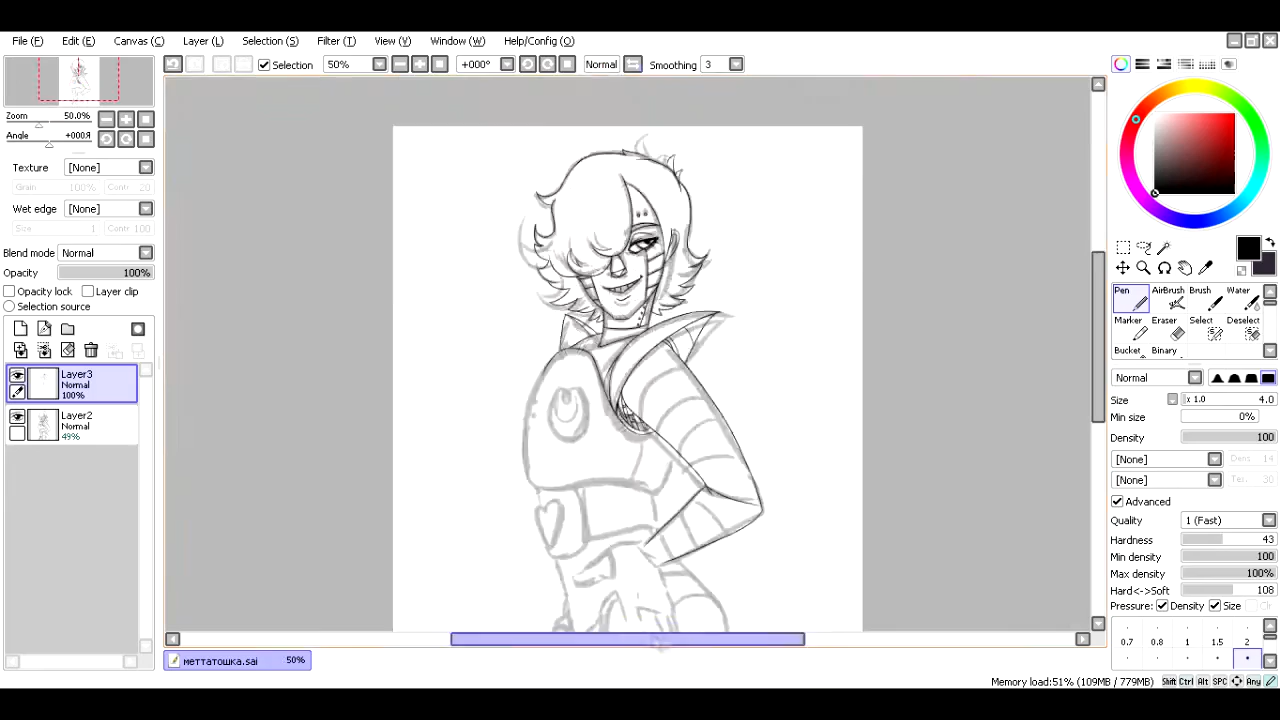 File (F) Edit (E) Canvas (C) Layer (L) Selection (S) Filter (T) View (V) Window (W) Help/Config (O)
Selection 50% +000° Normal Smoothing 3
Zoom 50.0%
Angle +000Я
Texture [None]
Grain 100% Contr 20
Wet edge [None]
Size 1 Contr 100
Blend mode Normal
Opacity 100%
Opacity lock Layer clip
Selection source
Layer3
Normal
100%
Layer2
Normal
49%
Pen AirBrush Brush Water
Marker Eraser Select Deselect
Bucket Binary
Normal
Size x 1.0 4.0
Min size 0%
Density 100
[None] Dens 14
[None] Tex. 30
Advanced
Quality 1 (Fast)
Hardness 43
Min density 100
Max density 100%
Hard<->Soft 108
Pressure: Density Size
0.7 0.8 1 1.5 2
меттатошка.sai 50%
Memory load:51% (109MB / 779MB) Shift Ctrl Alt SPC Any